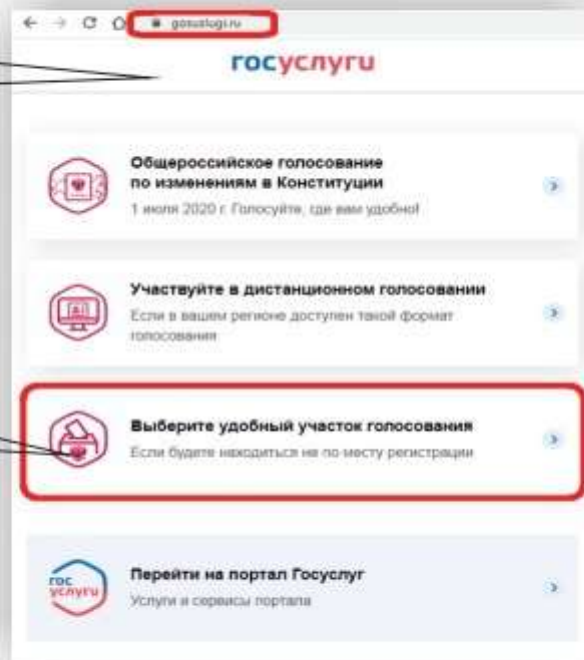 gosuslugi.ru
госуслуги
Общероссийское голосование
по изменениям в Конституции
1 июля 2020 г. Голосуйте, где вам удобно!
Участвуйте в дистанционном голосовании
Если в вашем регионе доступен такой формат
голосования
Выберите удобный участок голосования
Если будете находиться не по месту регистрации
гос
услуги
Перейти на портал Госуслуг
Услуги и сервисы портала